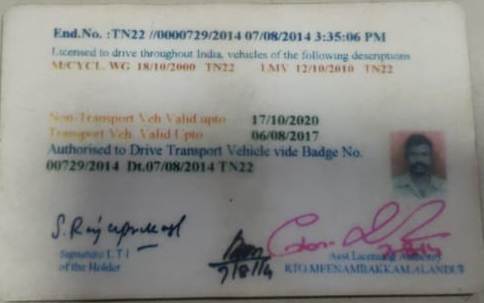 End.No. :TN22 //0000729/2014 07/08/2014 3:35:06 PM
Licensed to drive throughout India, vehicles of the following descriptions
M/CYCL. WG 18/10/2000 TN22 LMV 12/10/2010 TN22
Non-Transport Veh Valid upto 17/10/2020
Transport Veh. Valid Upto 06/08/2017
Authorised to Drive Transport Vehicle vide Badge No.
00729/2014 Dt.07/08/2014 TN22
Signature/L.T.I
of the Holder
7/8/14
Asst Licensing Authority
RTO.MEENAMBAKKAM,ALANDUR